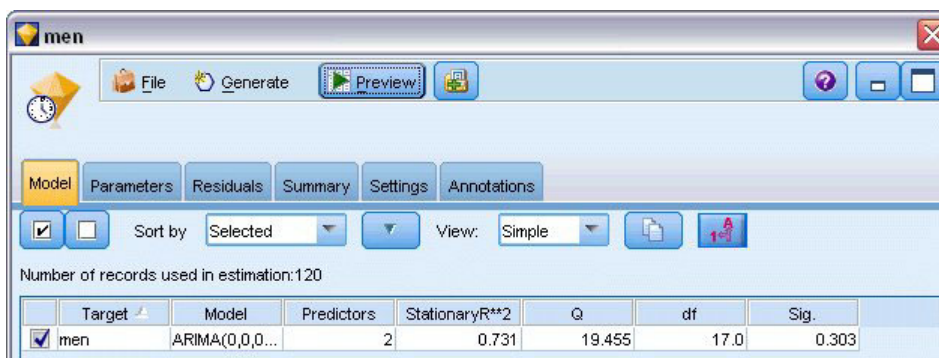 men
File Generate Preview
Model Parameters Residuals Summary Settings Annotations
Sort by Selected View: Simple
Number of records used in estimation:120
Target Model Predictors StationaryR**2 Q df Sig.
men ARIMA(0,0,0... 2 0.731 19.455 17.0 0.303